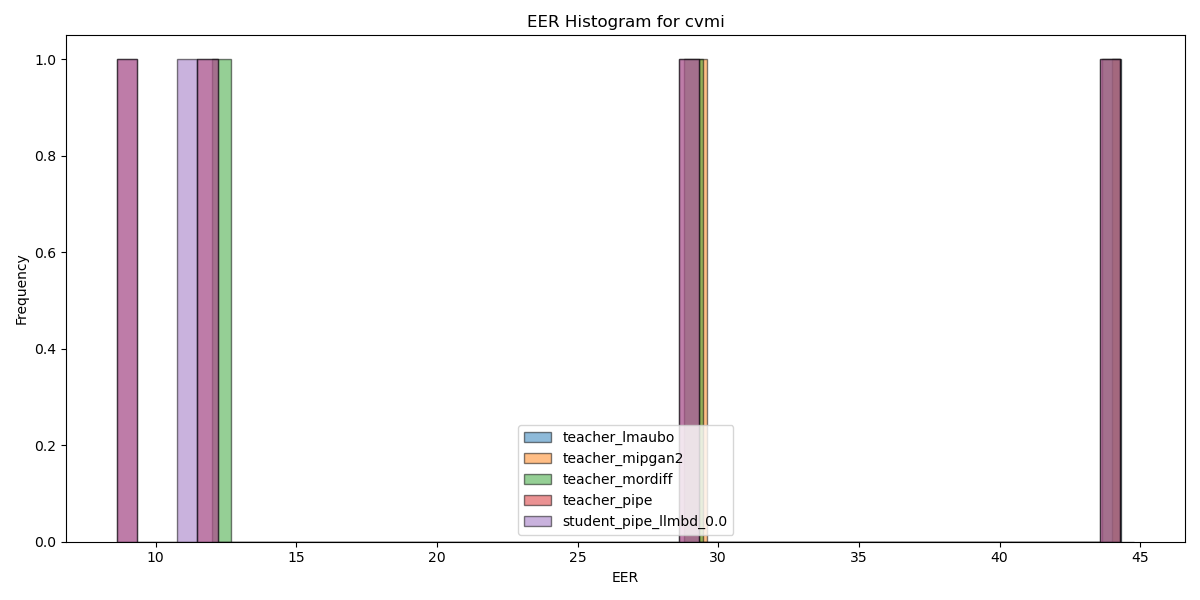 EER Histogram for cvmi
Frequency
1.0
0.8
0.6
0.4
0.2
0.0
teacher_lmaubo
teacher_mipgan2
teacher_mordiff
teacher_pipe
student_pipe_llmbd_0.0
10 15 20 25 30 35 40 45
EER